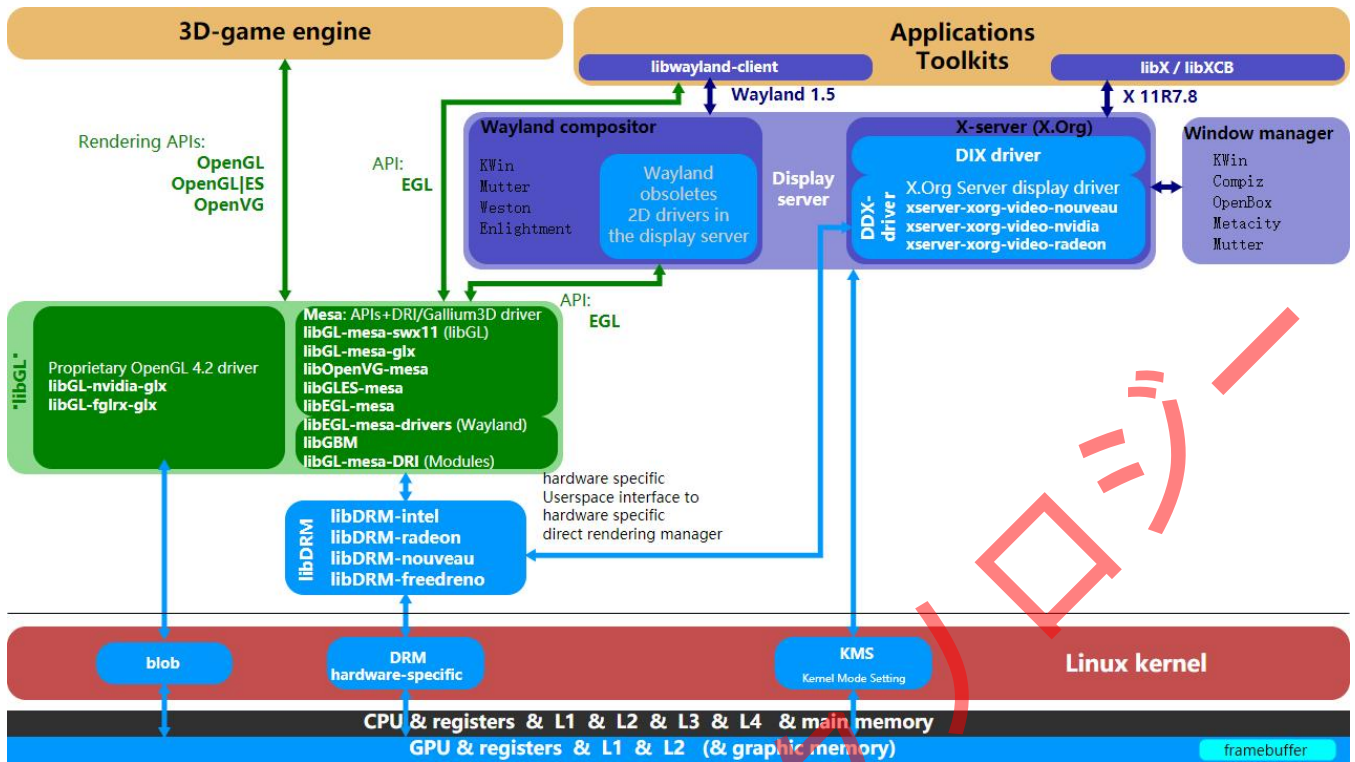 3D-game engine
Applications
Toolkits
libwayland-client
libX / libXCB
Wayland 1.5
X 11R7.8
Rendering APIs:
OpenGL
OpenGL|ES
OpenVG
API:
EGL
Wayland compositor
KWin
Mutter
Weston
Enlightment
Wayland
obsoletes
2D drivers in
the display server
Display
server
X-server (X.Org)
DIX driver
DDX-
driver
X.Org Server display driver
xserver-xorg-video-nouveau
xserver-xorg-video-nvidia
xserver-xorg-video-radeon
Window manager
KWin
Compiz
OpenBox
Metacity
Mutter
API:
EGL
"libGL"
Proprietary OpenGL 4.2 driver
libGL-nvidia-glx
libGL-fglrx-glx
Mesa: APIs+DRI/Gallium3D driver
libGL-mesa-swx11 (libGL)
libGL-mesa-glx
libOpenVG-mesa
libGLES-mesa
libEGL-mesa
libEGL-mesa-drivers (Wayland)
libGBM
libGL-mesa-DRI (Modules)
hardware specific
Userspace interface to
hardware specific
direct rendering manager
libDRM
libDRM-intel
libDRM-radeon
libDRM-nouveau
libDRM-freedreno
blob
DRM
hardware-specific
KMS
Kernel Mode Setting
Linux kernel
CPU & registers & L1 & L2 & L3 & L4 & main memory
GPU & registers & L1 & L2 (& graphic memory)
framebuffer
ロジー